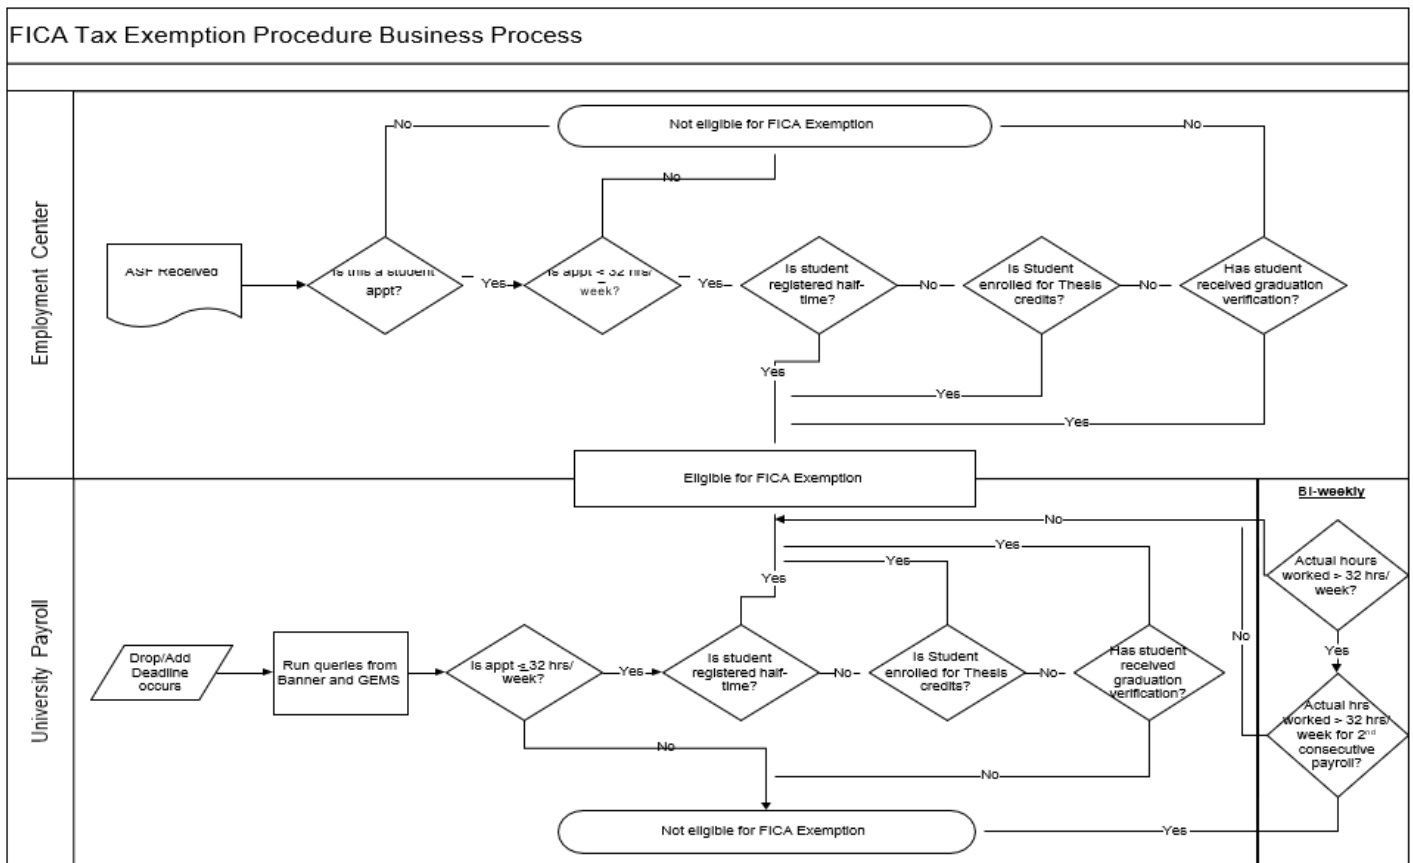 FICA Tax Exemption Procedure Business Process
Employment Center
Not eligible for FICA Exemption
No
No
No
ASF Received
Is this a student
appt?
Yes
Is appt ≤ 32 hrs/
week?
Yes
Is student
registered half-
time?
No
Is Student
enrolled for Thesis
credits?
No
Has student
received graduation
verification?
Yes
Yes
Yes
Eligible for FICA Exemption
University Payroll
Bi-weekly
No
Actual hours
worked > 32 hrs/
week?
Yes
Yes
Yes
No
Yes
Drop/Add
Deadline
occurs
Run queries from
Banner and GEMS
Is appt ≤ 32 hrs/
week?
Yes
Is student
registered half-
time?
No
Is Student
enrolled for Thesis
credits?
No
Has student
received
graduation
verification?
Actual hrs
worked > 32 hrs/
week for 2nd
consecutive
payroll?
No
No
Not eligible for FICA Exemption
Yes